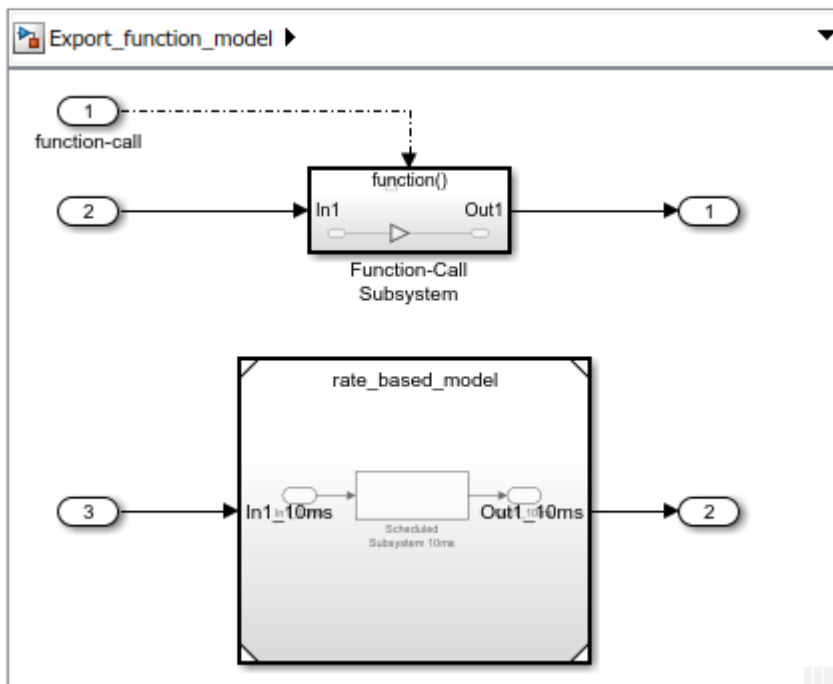 Export_function_model
1
function-call
function()
2
In1
Out1
1
Function-Call
Subsystem
rate_based_model
3
In1_10ms
Out1_10ms
2
Scheduled
Subsystem 10ms